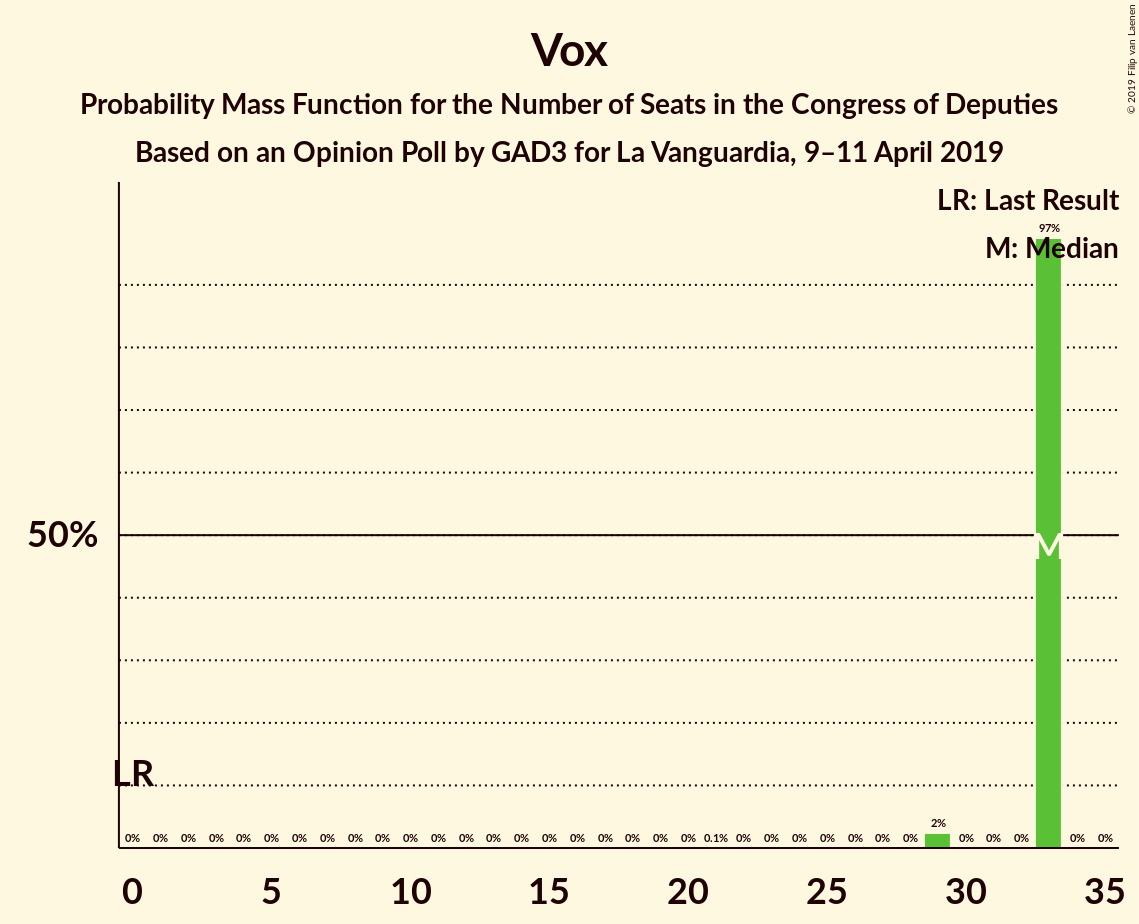 Vox
Probability Mass Function for the Number of Seats in the Congress of Deputies
Based on an Opinion Poll by GAD3 for La Vanguardia, 9–11 April 2019
© 2019 Filip van Laenen
LR: Last Result
97%
M: Median
50%
M
LR
2%
0% 0% 0% 0% 0% 0% 0% 0% 0% 0% 0% 0% 0% 0% 0% 0% 0% 0% 0% 0% 0% 0.1% 0% 0% 0% 0% 0% 0% 0% 0% 0% 0% 0% 0%
0 5 10 15 20 25 30 35